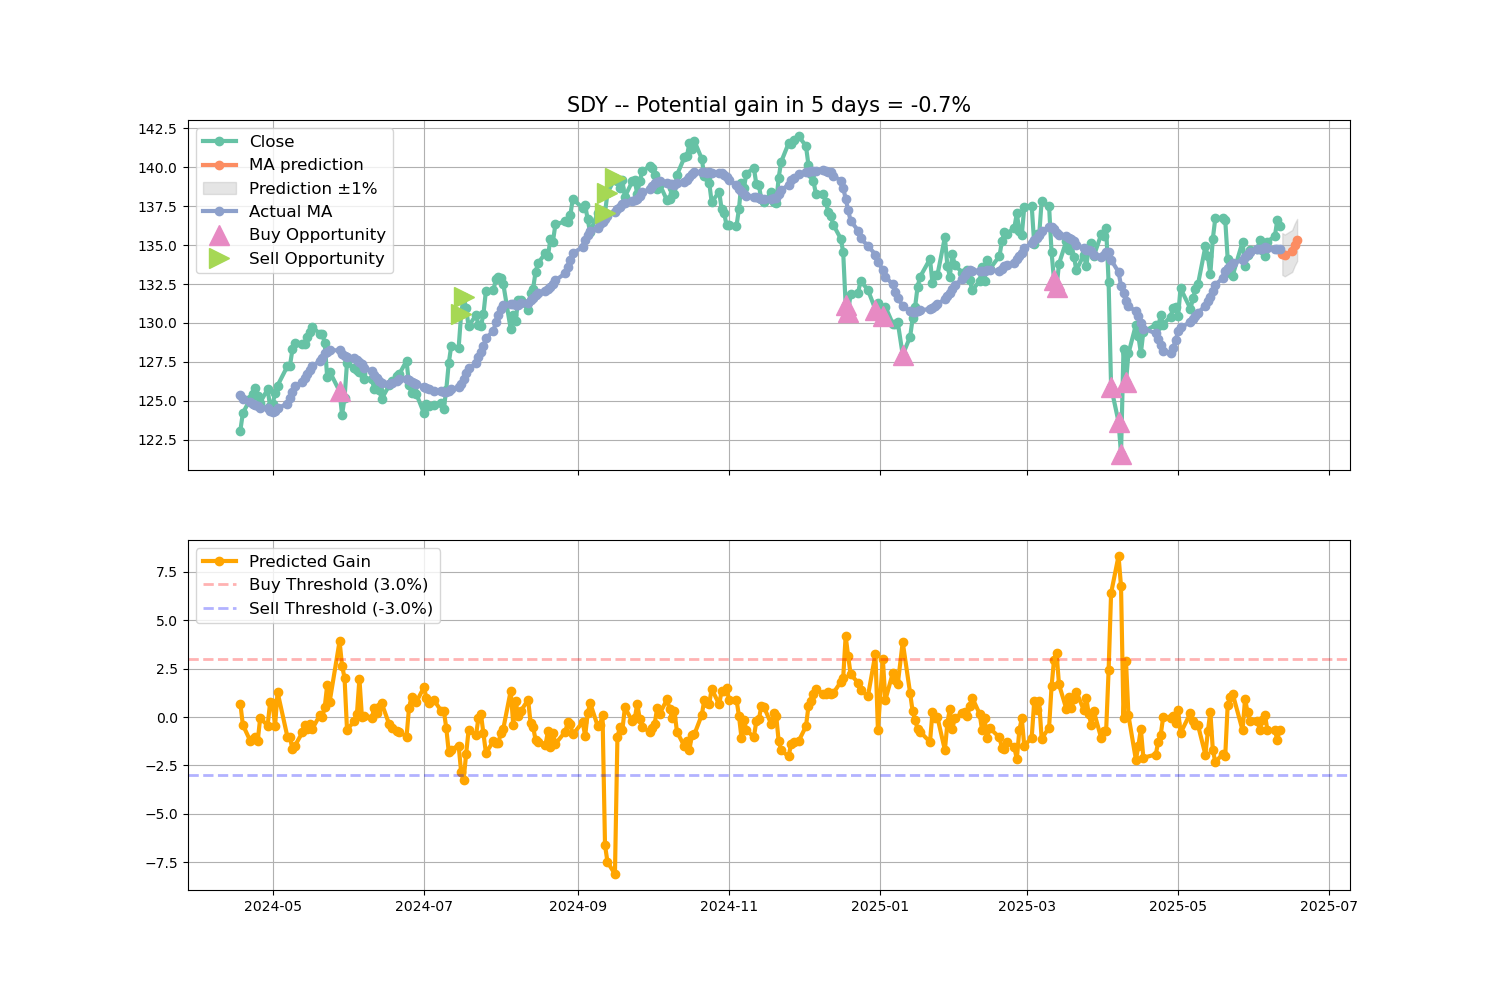 SDY -- Potential gain in 5 days = -0.7%
142.5
140.0
137.5
135.0
132.5
130.0
127.5
125.0
122.5
Close
MA prediction
Prediction ±1%
Actual MA
Buy Opportunity
Sell Opportunity
7.5
5.0
2.5
0.0
−2.5
−5.0
−7.5
Predicted Gain
Buy Threshold (3.0%)
Sell Threshold (-3.0%)
2024-05 2024-07 2024-09 2024-11 2025-01 2025-03 2025-05 2025-07